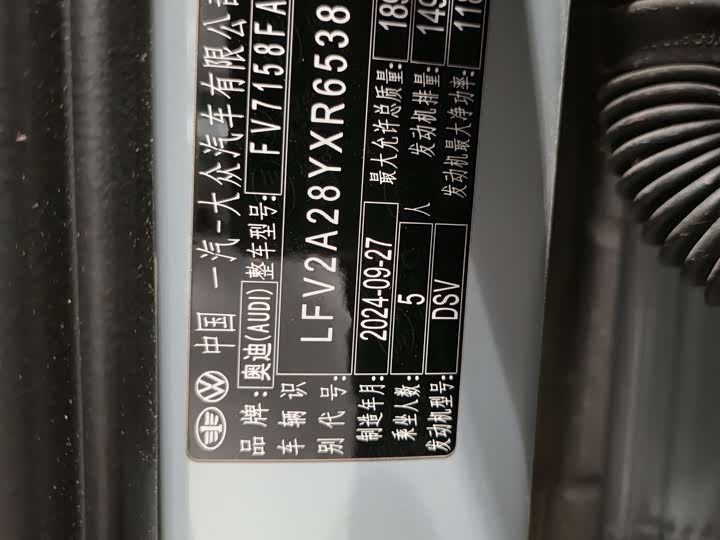 中国 一汽-大众汽车有限公司
品牌: 奥迪(AUDI) 整车型号: FV7158FA
车辆识别代号: LFV2A28YXR6538
制造年月: 2024-09-27 最大允许总质量: 189
乘坐人数: 5 人 发动机排量: 149
发动机型号: DSV 发动机最大净功率: 118